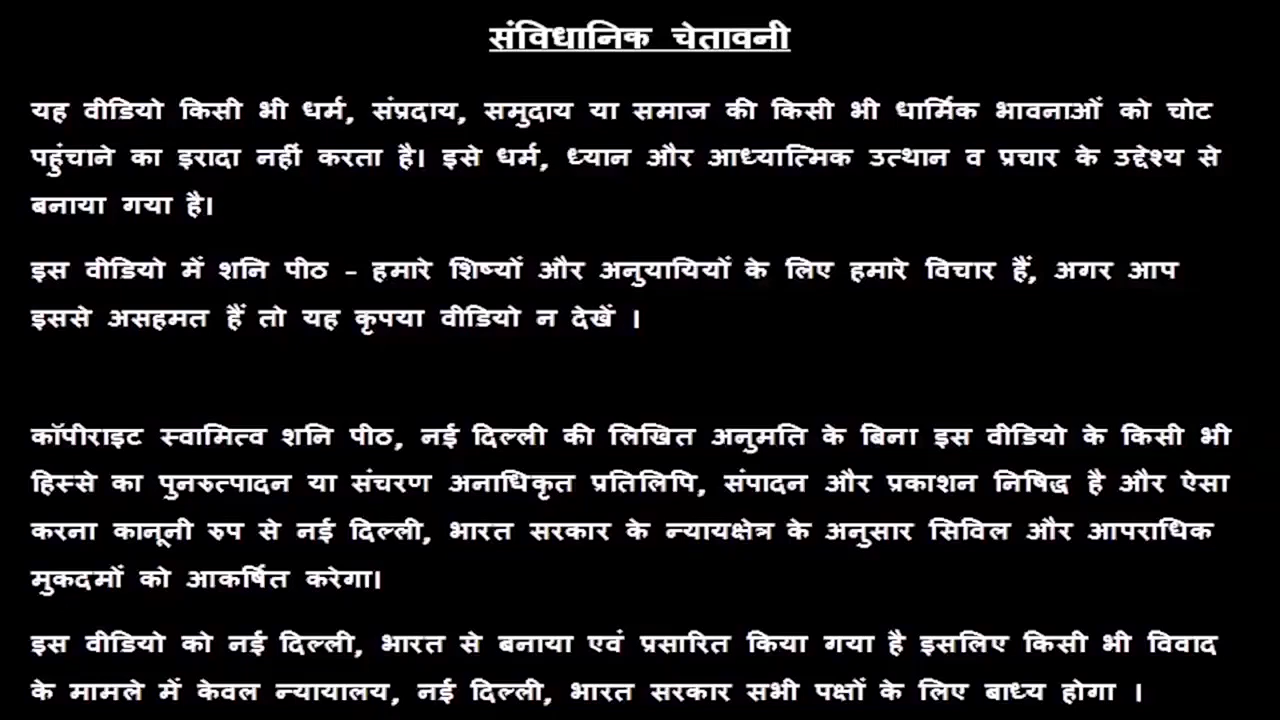 संविधानिक चेतावनी
यह वीडियो किसी भी धर्म, संप्रदाय, समुदाय या समाज की किसी भी धार्मिक भावनाओं को चोट
पहुंचाने का इरादा नहीं करता है। इसे धर्म, ध्यान और आध्यात्मिक उत्थान व प्रचार के उद्देश्य से
बनाया गया है।
इस वीडियो में शनि पीठ – हमारे शिष्यों और अनुयायियों के लिए हमारे विचार हैं, अगर आप
इससे असहमत हैं तो यह कृपया वीडियो न देखें ।
कॉपीराइट स्वामित्व शनि पीठ, नई दिल्ली की लिखित अनुमति के बिना इस वीडियो के किसी भी
हिस्से का पुनरुत्पादन या संचरण अनाधिकृत प्रतिलिपि, संपादन और प्रकाशन निषिद्ध है और ऐसा
करना कानूनी रुप से नई दिल्ली, भारत सरकार के न्यायक्षेत्र के अनुसार सिविल और आपराधिक
मुकदमों को आकर्षित करेगा।
इस वीडियो को नई दिल्ली, भारत से बनाया एवं प्रसारित किया गया है इसलिए किसी भी विवाद
के मामले में केवल न्यायालय, नई दिल्ली, भारत सरकार सभी पक्षों के लिए बाध्य होगा ।